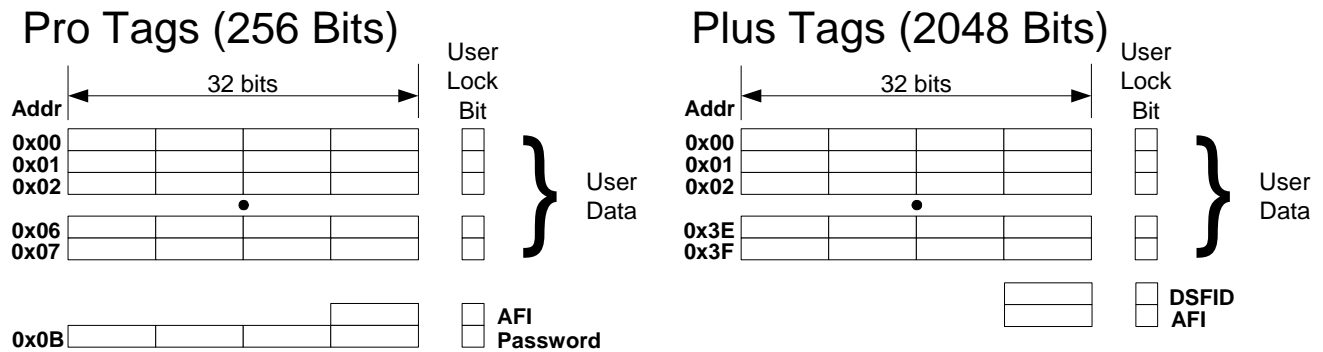 Pro Tags (256 Bits)
User
Lock
Bit
32 bits
Addr
0x00
0x01
0x02
0x06
0x07
User
Data
AFI
0x0B
Password
Plus Tags (2048 Bits)
User
Lock
Bit
32 bits
Addr
0x00
0x01
0x02
0x3E
0x3F
User
Data
DSFID
AFI